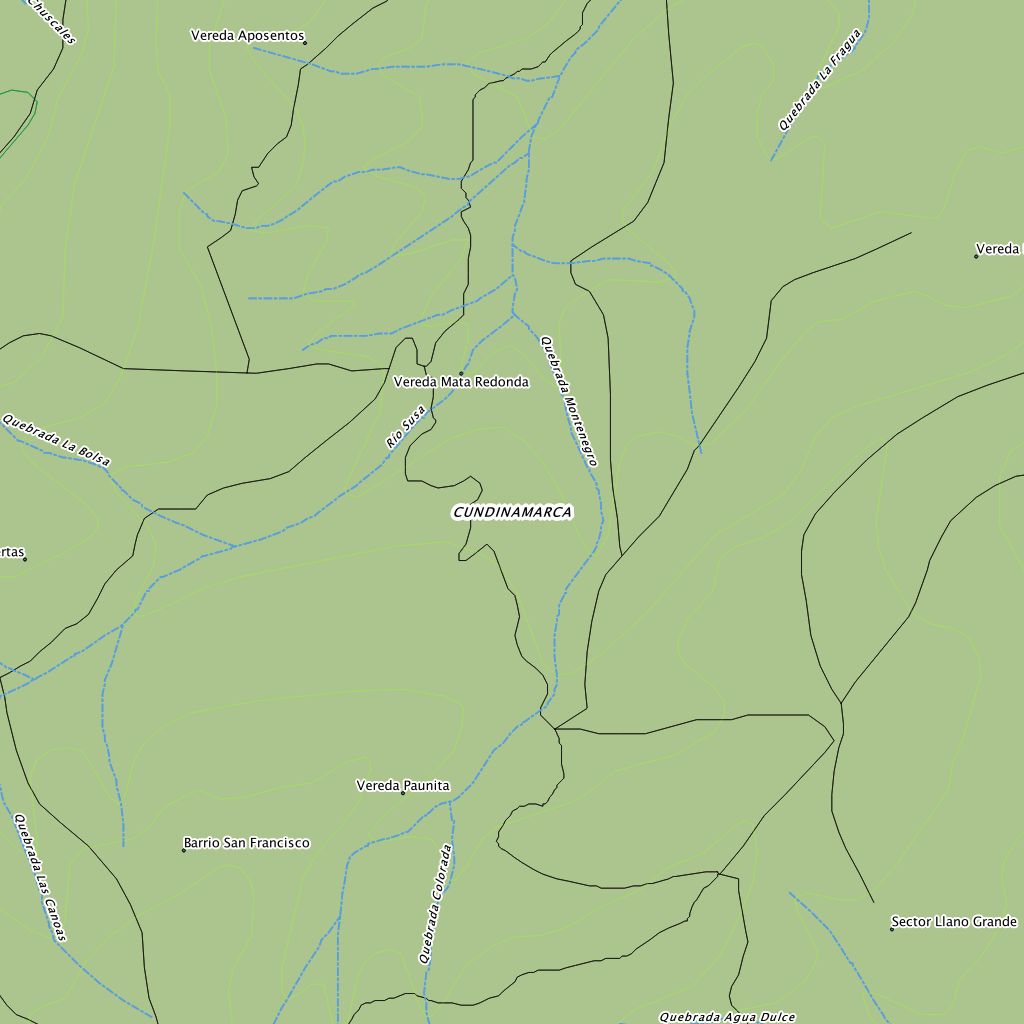 Chuscales
Vereda Aposentos
Quebrada La Fragua
Vereda
Quebrada Montenegro
Vereda Mata Redonda
Río Susa
Quebrada La Bolsa
CUNDINAMARCA
rtas
Vereda Paunita
Barrio San Francisco
Quebrada Las Canoas
Quebrada Colorada
Sector Llano Grande
Quebrada Agua Dulce